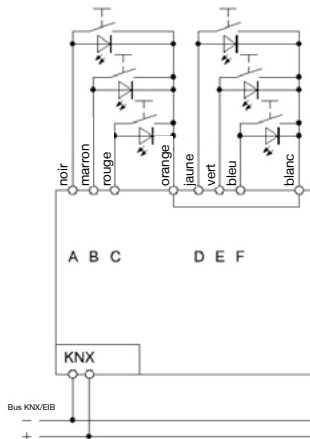 noir
marron
rouge
orange
jaune
vert
bleu
blanc
A B C D E F
KNX
Bus KNX/EIB
—
+